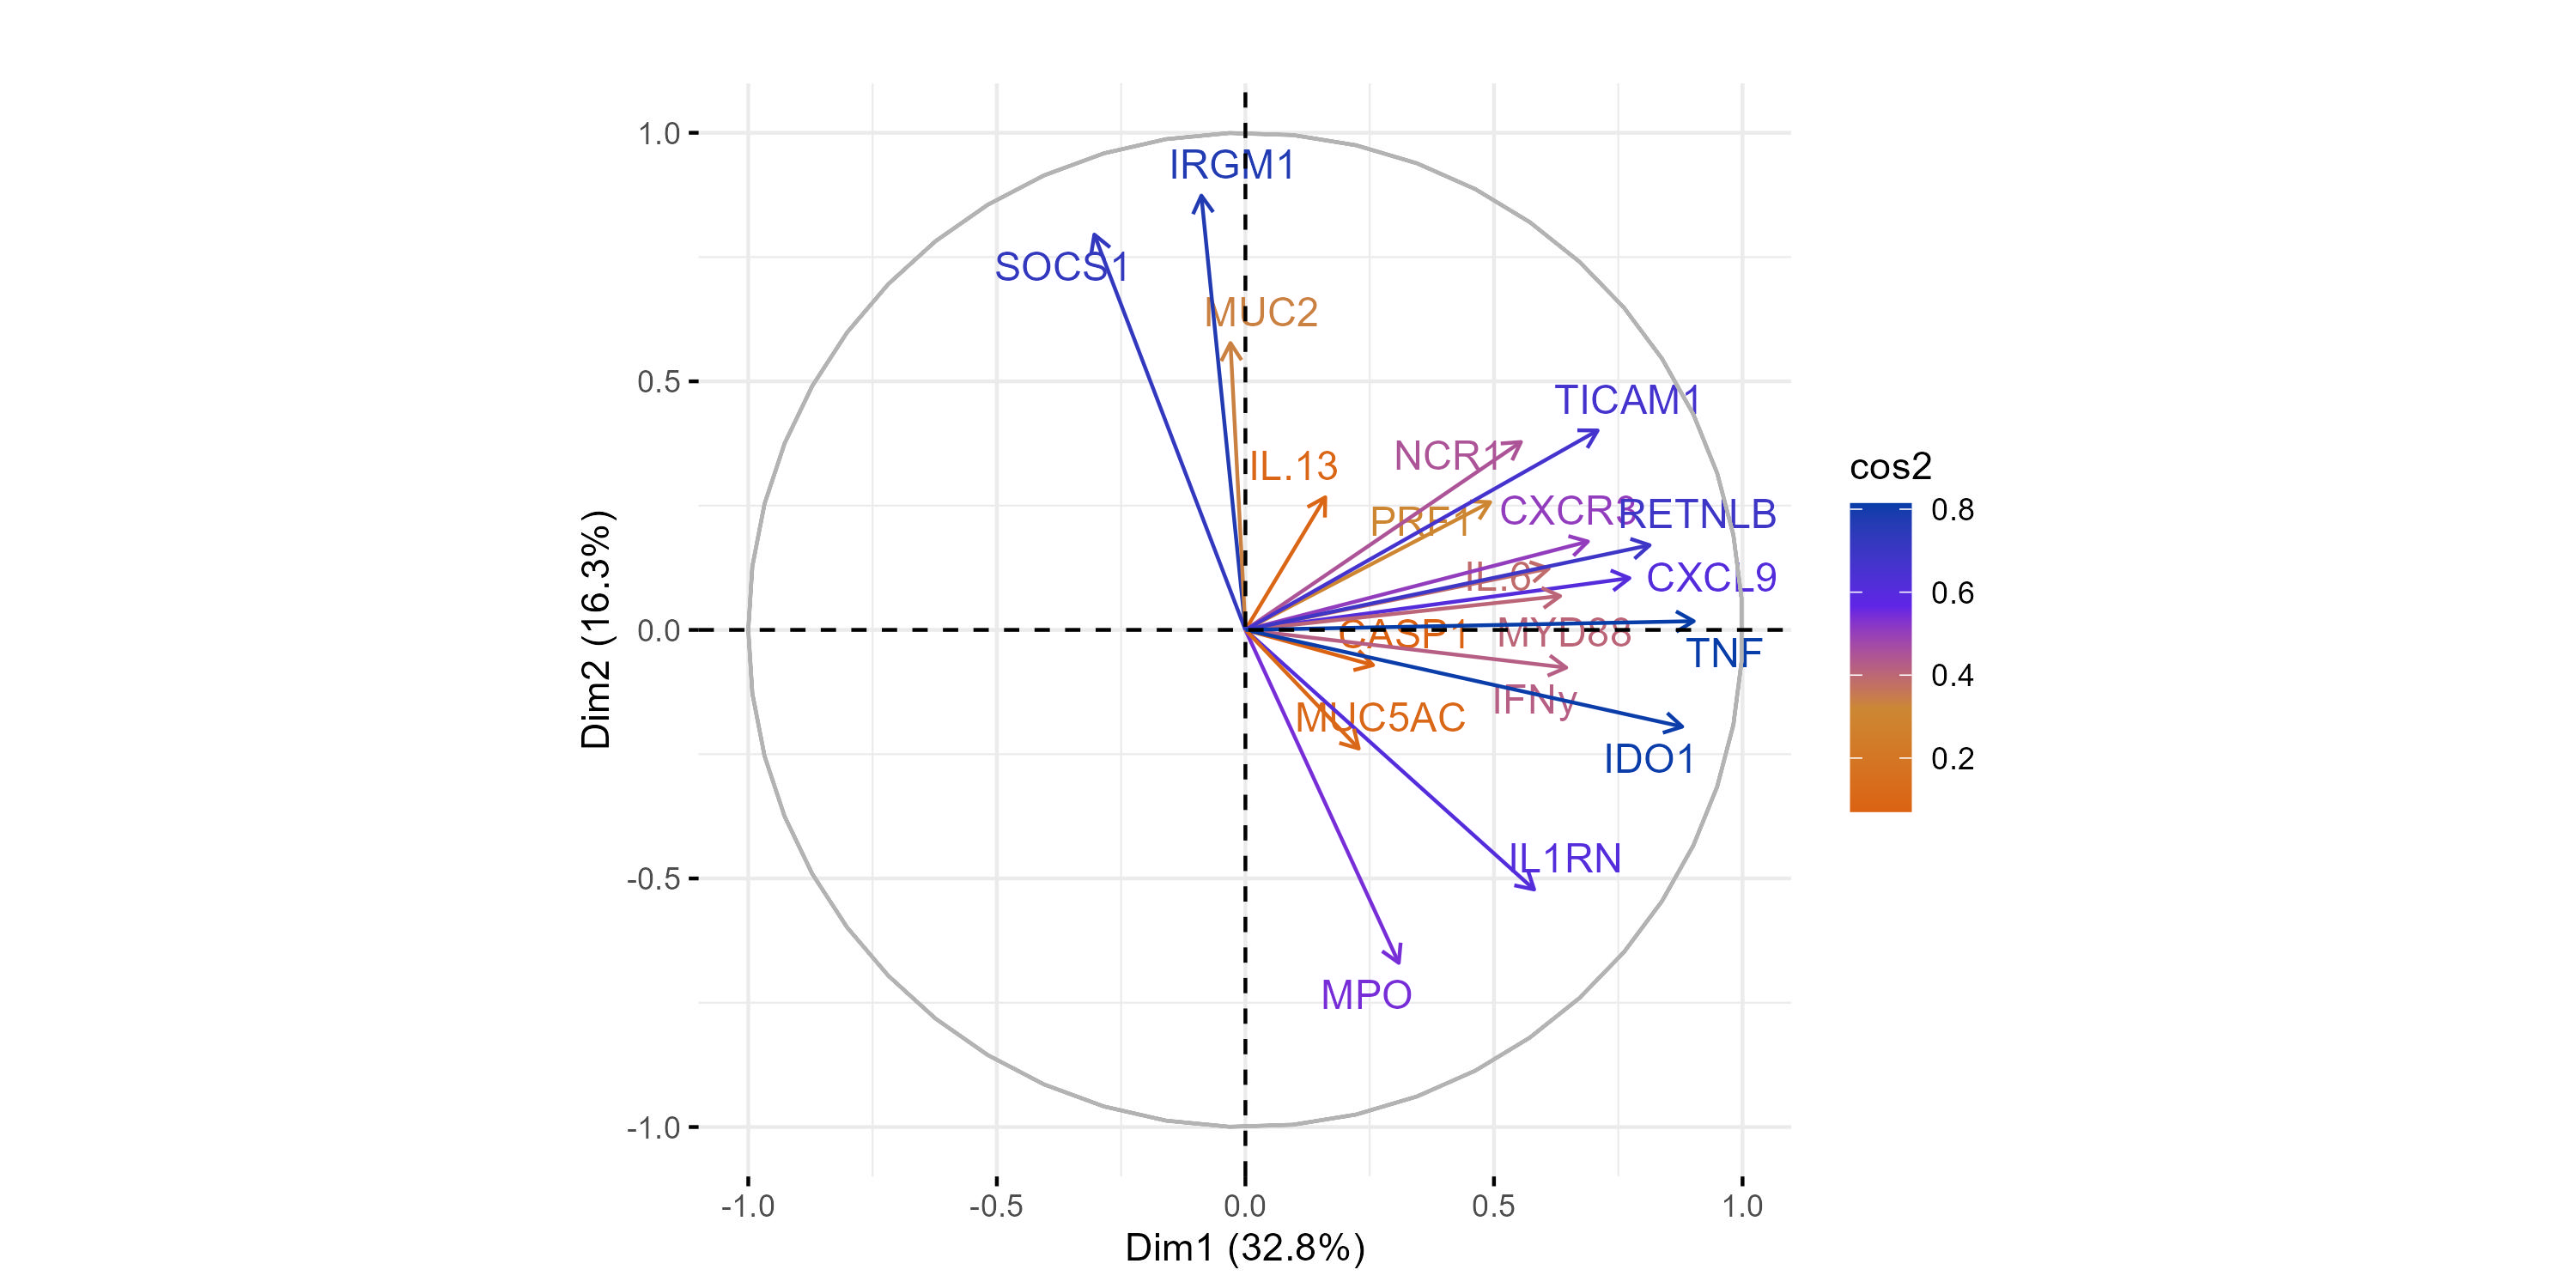 1.0
0.5
0.0
-0.5
-1.0
Dim2 (16.3%)
IRGM1
SOCS1
MUC2
TICAM1
NCR1
IL.13
CXCR3
RETNLB
PRF1
IL.6
CXCL9
CASP1
MYD88
TNF
IFNy
MUC5AC
IDO1
IL1RN
MPO
-1.0
-0.5
0.0
0.5
1.0
Dim1 (32.8%)
cos2
0.8
0.6
0.4
0.2